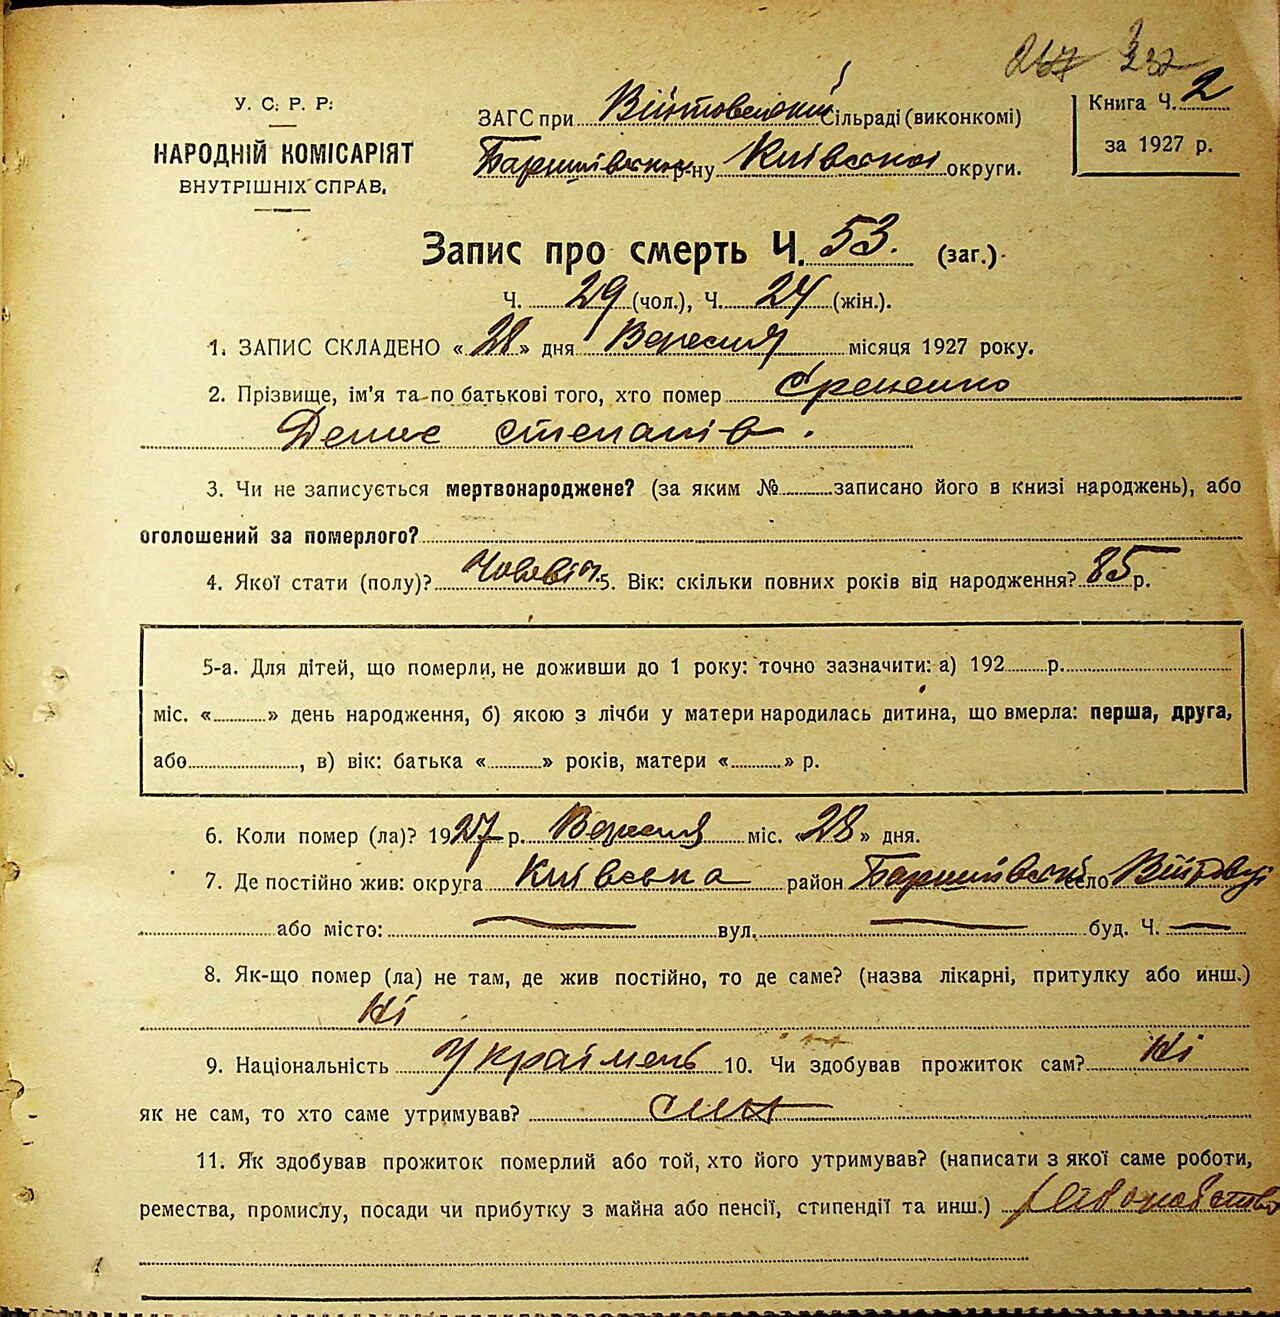 267 232
У. С. Р. Р.
НАРОДНІЙ КОМІСАРІЯТ
ВНУТРІШНІХ СПРАВ.
ЗАГС при Війтовецькій Сільраді (виконкомі)
Баришівсько р-ну Київської округи.
Книга Ч. 2
за 1927 р.
Запис про смерть Ч. 53. (заг.)
Ч. 29 (чол.), Ч. 24 (жін.).
1. ЗАПИС СКЛАДЕНО «28» дня Вересня місяця 1927 року.
2. Прізвище, ім'я та по батькові того, хто помер Єременко
Денис Степанів.
3. Чи не записується мертвонароджене? (за яким № записано його в книзі народжень), або
оголошений за померлого?
4. Якої стати (полу)? Чоловіч. 5. Вік: скільки повних років від народження? 85 р.
5-а. Для дітей, що померли, не доживши до 1 року: точно зазначити: а) 192 р.
міс. « » день народження, б) якою з лічби у матери народилась дитина, що вмерла: перша, друга,
або , в) вік: батька « » років, матери « » р.
6. Коли помер (ла)? 1927 р. Вересня міс. «28» дня.
7. Де постійно жив: округа Київська район Баришівськ село Війтовці
або місто: — вул. — буд. Ч. —
8. Як-що помер (ла) не там, де жив постійно, то де саме? (назва лікарні, притулку або инш.)
Ні
9. Національність Українець 10. Чи здобував прожиток сам? Ні
як не сам, то хто саме утримував? син
11. Як здобував прожиток померлий або той, хто його утримував? (написати з якої саме роботи,
ремества, промислу, посади чи прибутку з майна або пенсії, стипендії та инш.)